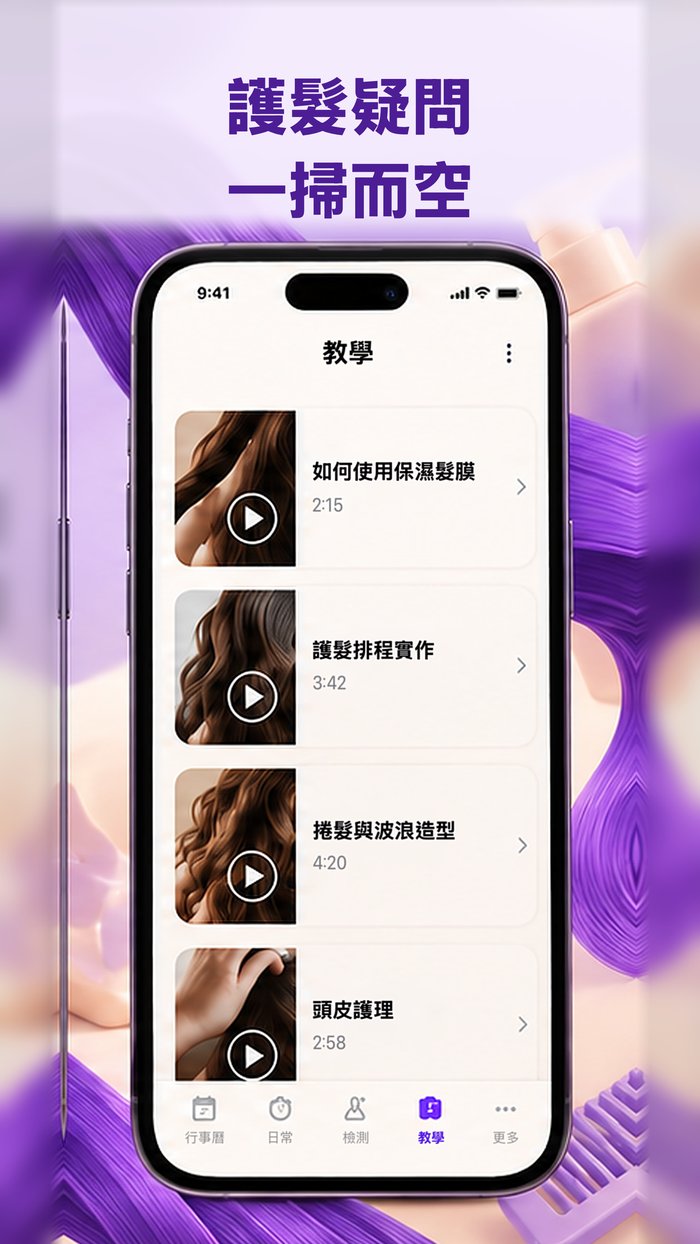 護髮疑問
一掃而空
9:41
教學
如何使用保濕髮膜
2:15
護髮排程實作
3:42
捲髮與波浪造型
4:20
頭皮護理
2:58
行事曆
日常
檢測
教學
更多